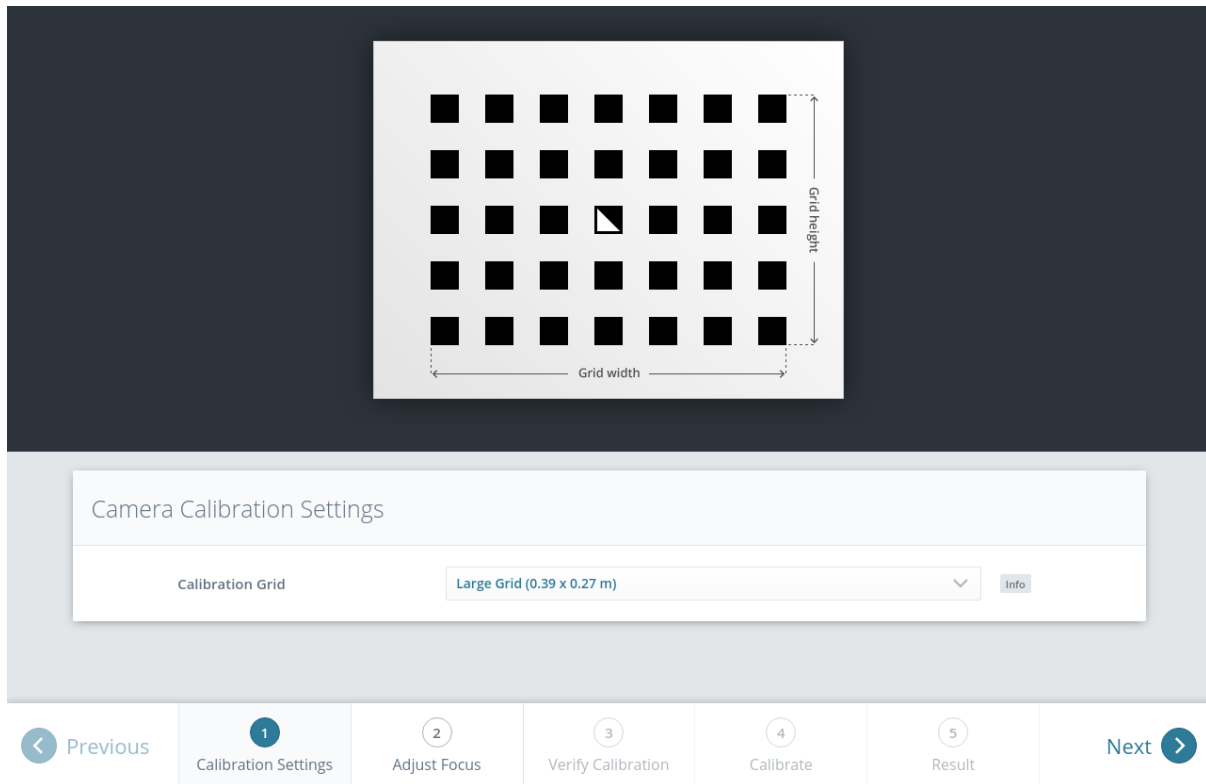 Grid height
Grid width
Camera Calibration Settings
Calibration Grid
Large Grid (0.39 x 0.27 m)
Info
Previous
1
Calibration Settings
2
Adjust Focus
3
Verify Calibration
4
Calibrate
5
Result
Next